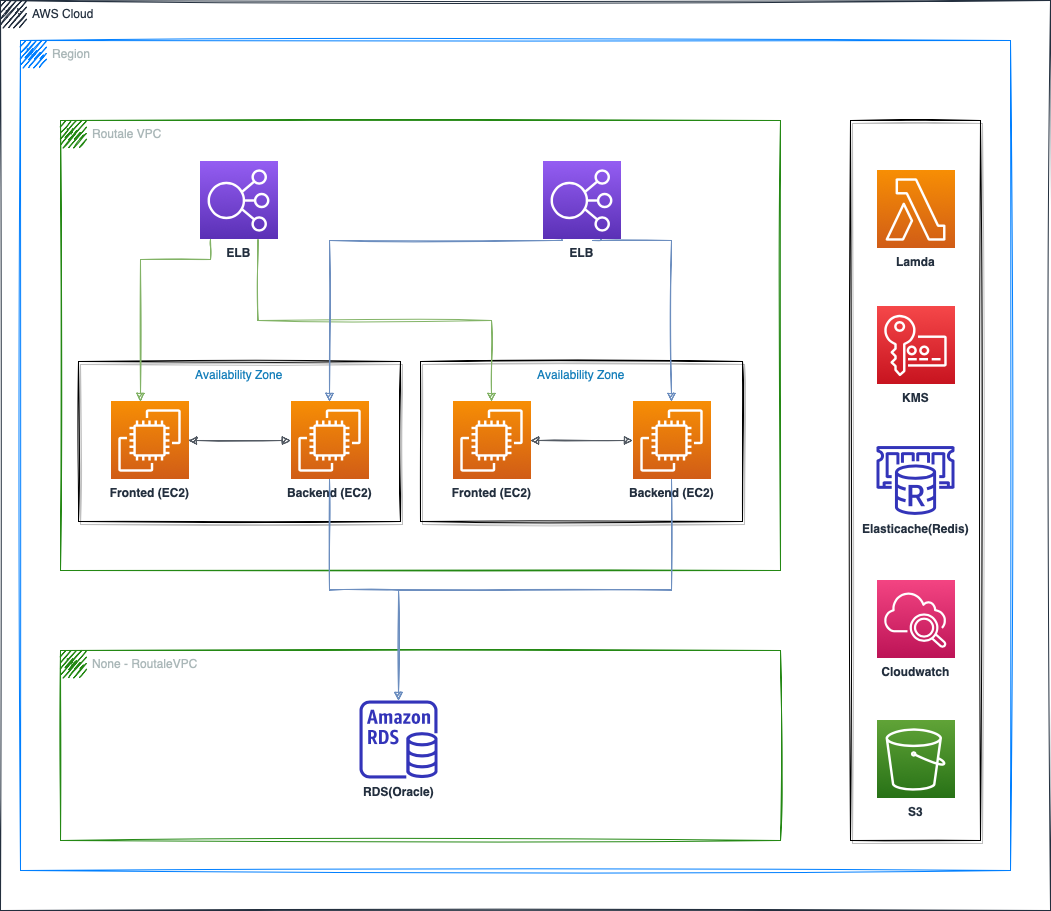 AWS Cloud
Region
Routale VPC
ELB
ELB
Availability Zone
Availability Zone
Fronted (EC2)
Backend (EC2)
Fronted (EC2)
Backend (EC2)
None - RoutaleVPC
Amazon
RDS
RDS(Oracle)
Lamda
KMS
R
Elasticache(Redis)
Cloudwatch
S3